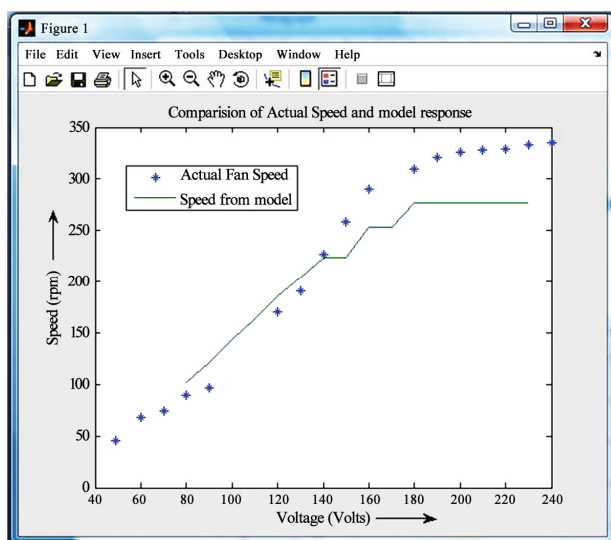 Figure 1
File Edit View Insert Tools Desktop Window Help
Comparision of Actual Speed and model response
350
300
250
200
150
100
50
0
Actual Fan Speed
Speed from model
Speed (rpm)
40 60 80 100 120 140 160 180 200 220 240
Voltage (Volts)